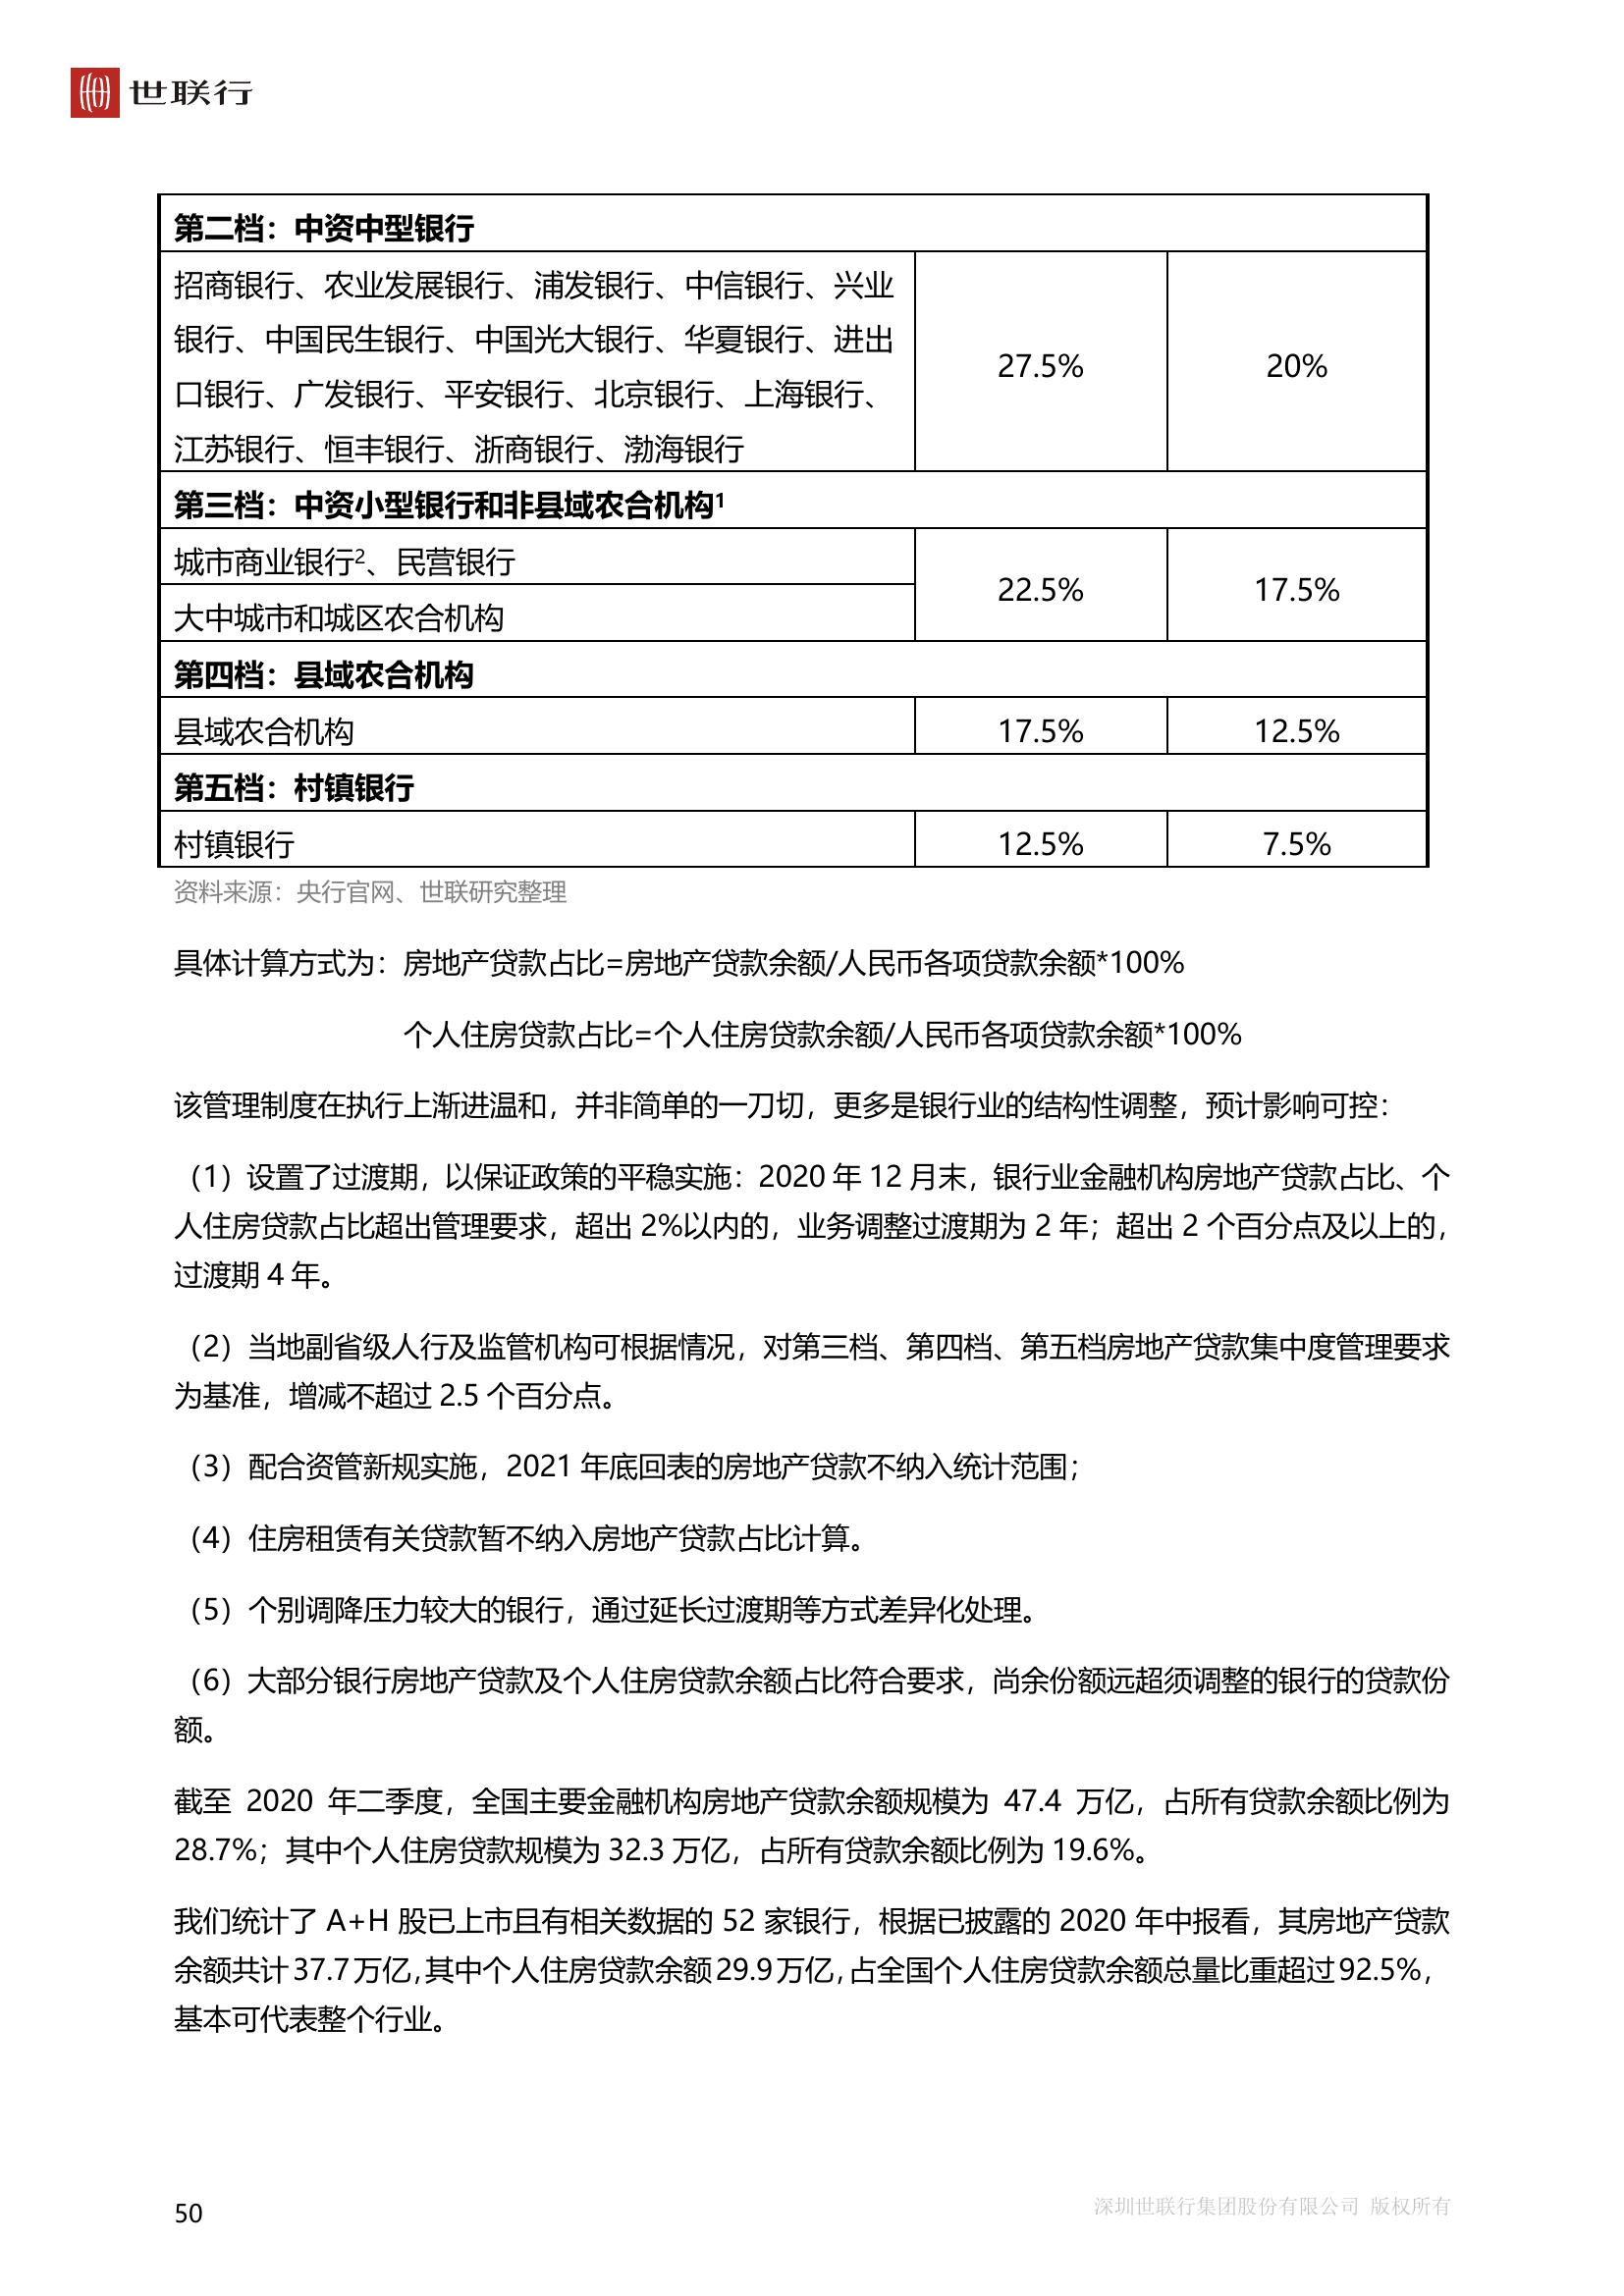 世联行
第二档：中资中型银行
招商银行、农业发展银行、浦发银行、中信银行、兴业
银行、中国民生银行、中国光大银行、华夏银行、进出
口银行、广发银行、平安银行、北京银行、上海银行、
江苏银行、恒丰银行、浙商银行、渤海银行
27.5%
20%
第三档：中资小型银行和非县域农合机构¹
城市商业银行²、民营银行
大中城市和城区农合机构
22.5%
17.5%
第四档：县域农合机构
县域农合机构
17.5%
12.5%
第五档：村镇银行
村镇银行
12.5%
7.5%
资料来源：央行官网、世联研究整理
具体计算方式为：房地产贷款占比=房地产贷款余额/人民币各项贷款余额*100%
个人住房贷款占比=个人住房贷款余额/人民币各项贷款余额*100%
该管理制度在执行上渐进温和，并非简单的一刀切，更多是银行业的结构性调整，预计影响可控：
（1）设置了过渡期，以保证政策的平稳实施：2020 年 12 月末，银行业金融机构房地产贷款占比、个
人住房贷款占比超出管理要求，超出 2%以内的，业务调整过渡期为 2 年；超出 2 个百分点及以上的，
过渡期 4 年。
（2）当地副省级人行及监管机构可根据情况，对第三档、第四档、第五档房地产贷款集中度管理要求
为基准，增减不超过 2.5 个百分点。
（3）配合资管新规实施，2021 年底回表的房地产贷款不纳入统计范围；
（4）住房租赁有关贷款暂不纳入房地产贷款占比计算。
（5）个别调降压力较大的银行，通过延长过渡期等方式差异化处理。
（6）大部分银行房地产贷款及个人住房贷款余额占比符合要求，尚余份额远超须调整的银行的贷款份
额。
截至 2020 年二季度，全国主要金融机构房地产贷款余额规模为 47.4 万亿，占所有贷款余额比例为
28.7%；其中个人住房贷款规模为 32.3 万亿，占所有贷款余额比例为 19.6%。
我们统计了 A+H 股已上市且有相关数据的 52 家银行，根据已披露的 2020 年中报看，其房地产贷款
余额共计 37.7 万亿，其中个人住房贷款余额 29.9 万亿，占全国个人住房贷款余额总量比重超过 92.5%，
基本可代表整个行业。
50
深圳世联行集团股份有限公司 版权所有